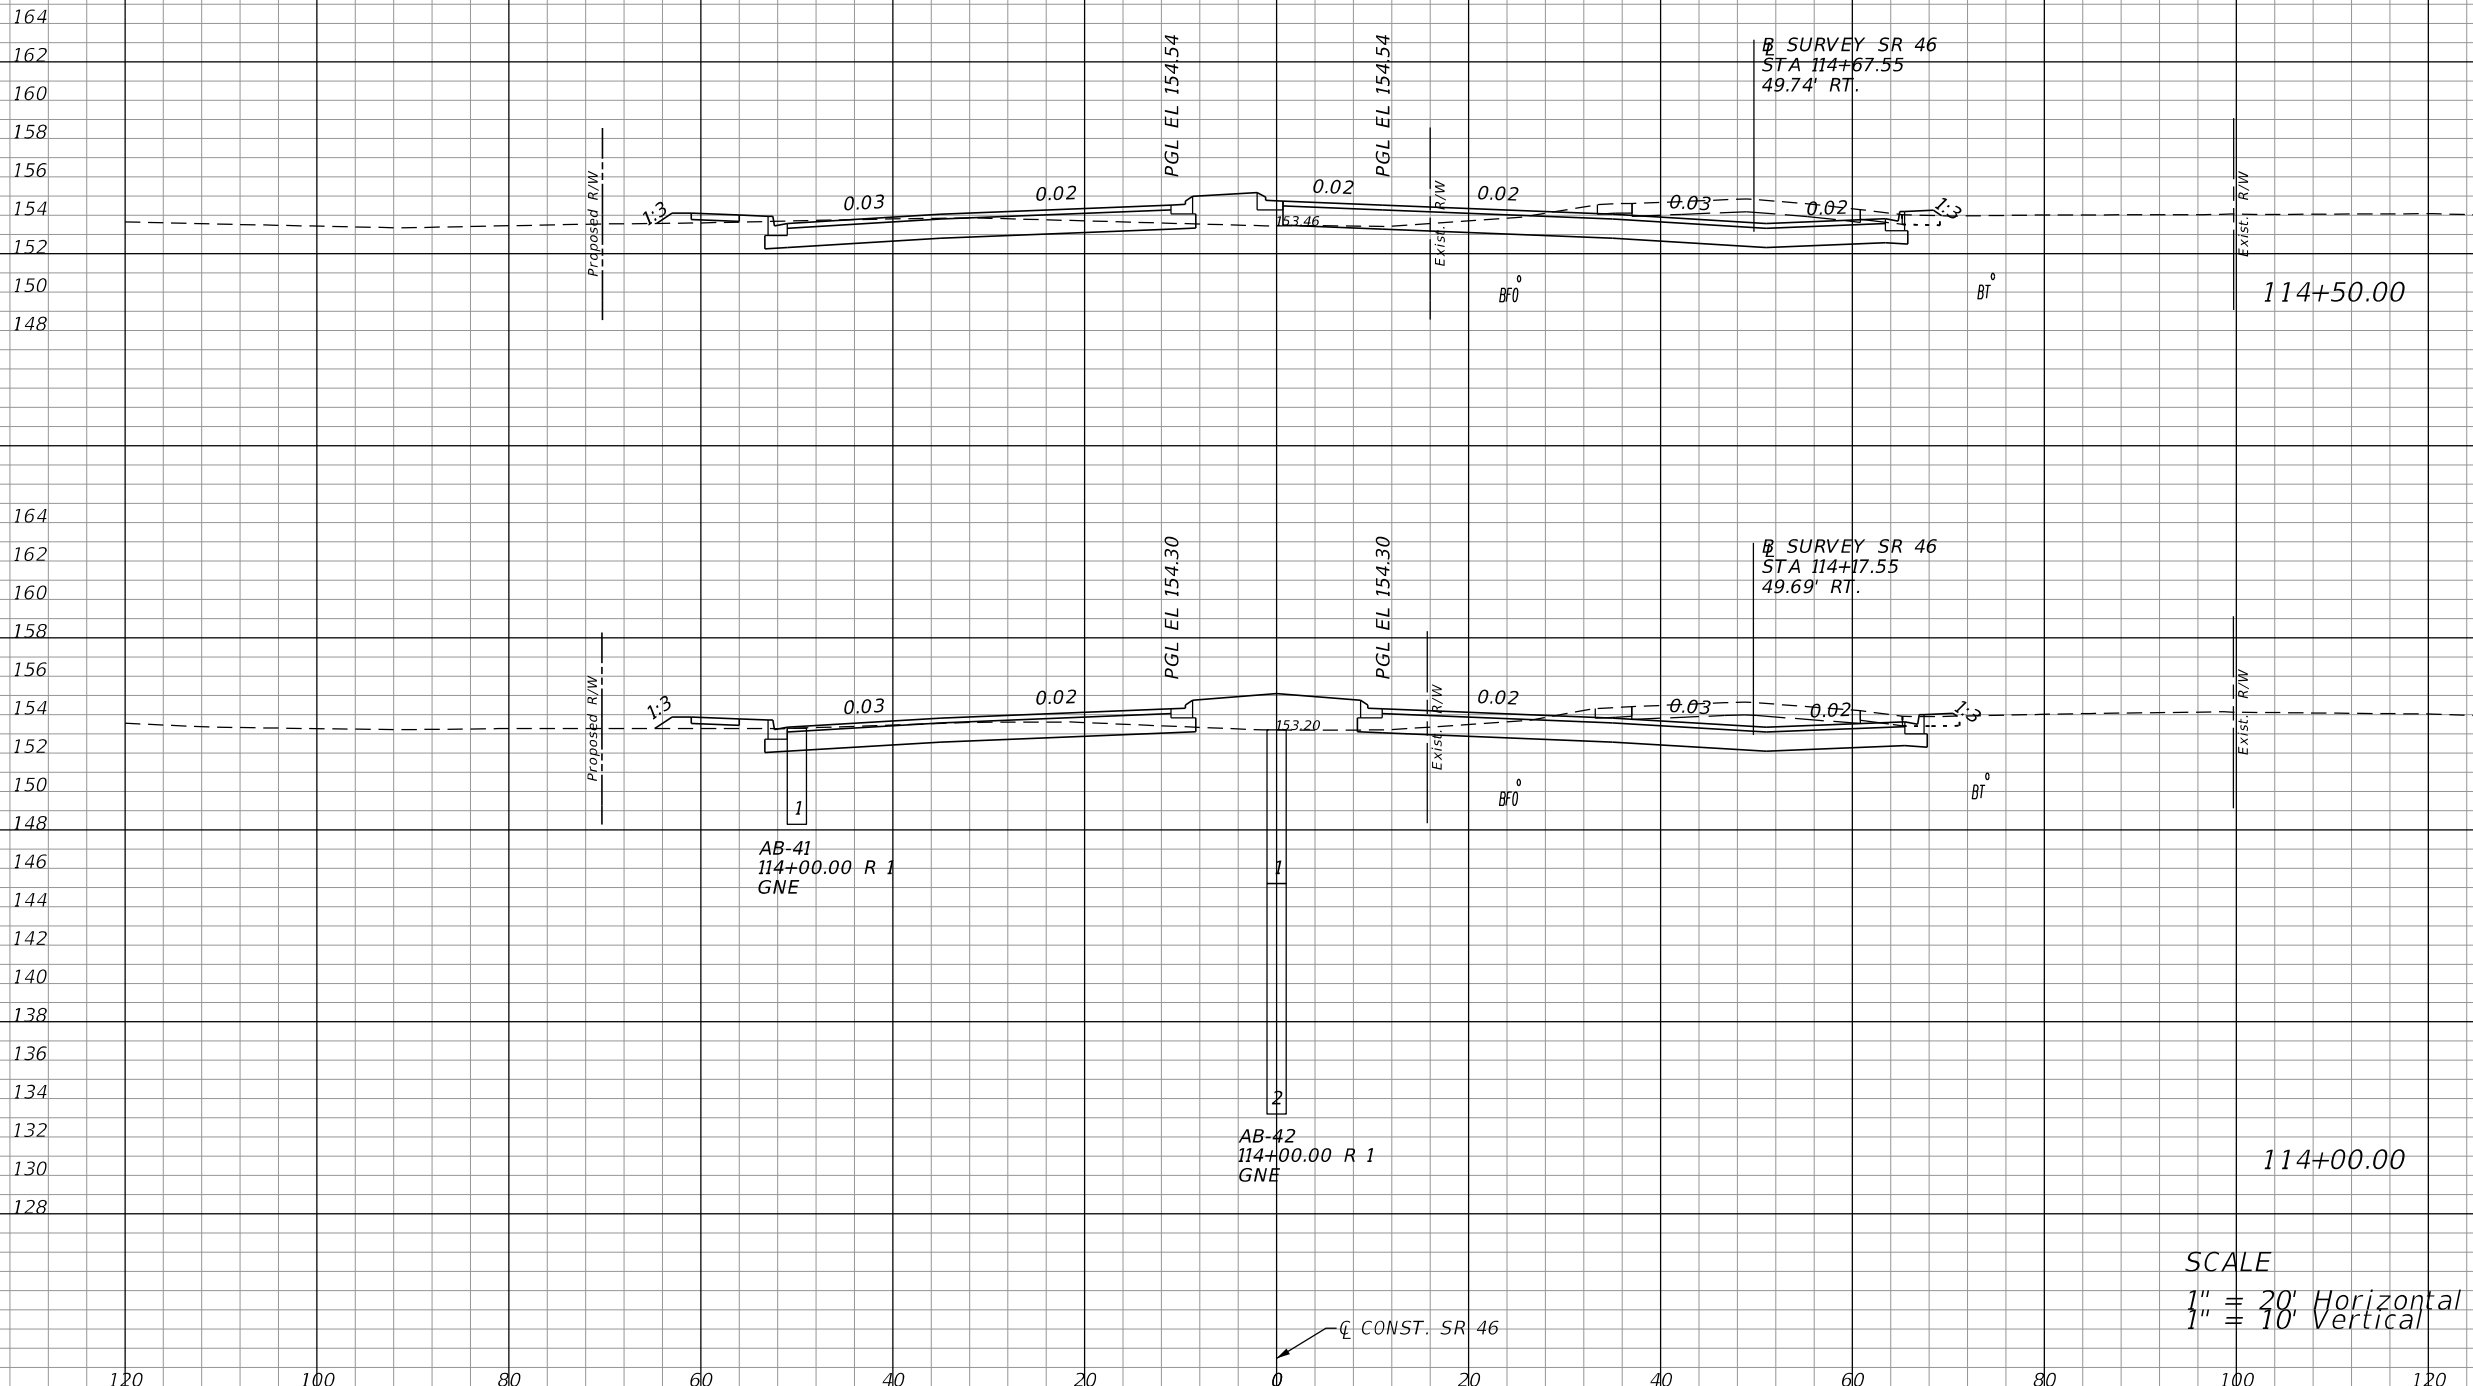 164
162
160
158
156
154
152
150
148
PGL EL 154.54
PGL EL 154.54
B SURVEY SR 46
STA 114+67.55
49.74' RT.
Proposed R/W
1:3
0.03
0.02
0.02
153.46
Exist. R/W
0.02
0.03
0.02
1:3
Exist. R/W
BFO
BT
114+50.00
164
162
160
158
156
154
152
150
148
146
144
142
140
138
136
134
132
130
128
PGL EL 154.30
PGL EL 154.30
B SURVEY SR 46
STA 114+17.55
49.69' RT.
Proposed R/W
1:3
0.03
0.02
153.20
Exist. R/W
0.02
0.03
0.02
1:3
Exist. R/W
BFO
BT
1
AB-41
114+00.00 R 1
GNE
1
2
AB-42
114+00.00 R 1
GNE
114+00.00
SCALE
1" = 20' Horizontal
1" = 10' Vertical
℄ CONST. SR 46
120 100 80 60 40 20 0 20 40 60 80 100 120